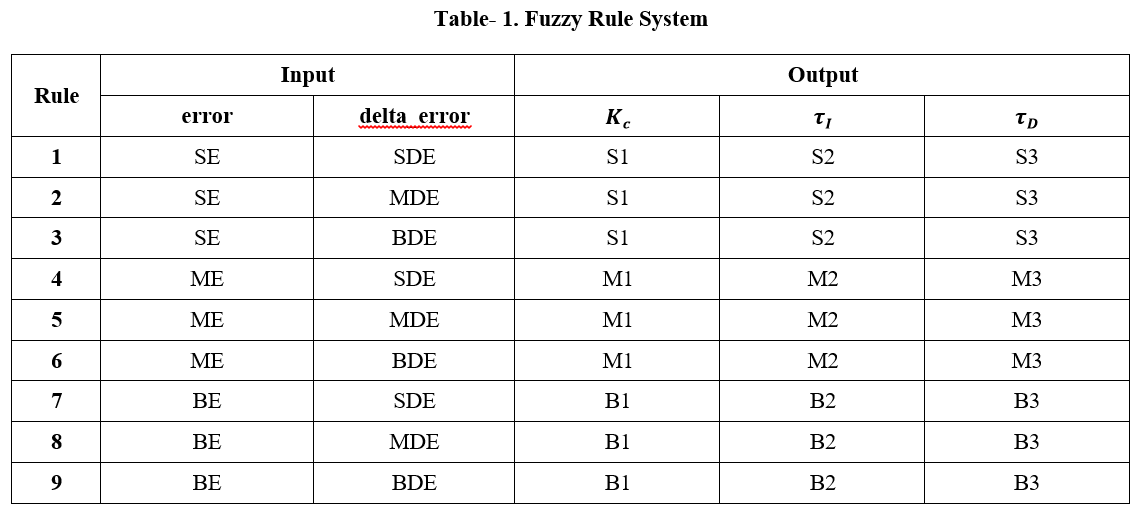 Table- 1. Fuzzy Rule System
Rule Input Output
error delta_error K_c τ_I τ_D
1 SE SDE S1 S2 S3
2 SE MDE S1 S2 S3
3 SE BDE S1 S2 S3
4 ME SDE M1 M2 M3
5 ME MDE M1 M2 M3
6 ME BDE M1 M2 M3
7 BE SDE B1 B2 B3
8 BE MDE B1 B2 B3
9 BE BDE B1 B2 B3